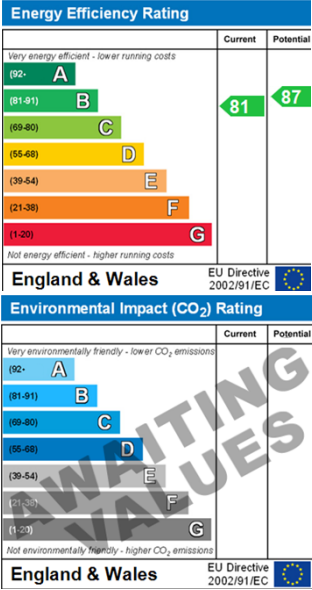 Energy Efficiency Rating
Current Potential
Very energy efficient - lower running costs
(92- A
(81-91) B
81 87
(69-80) C
(55-68) D
(39-54) E
(21-38) F
(1-20) G
Not energy efficient - higher running costs
England & Wales
EU Directive
2002/91/EC
Environmental Impact (CO2) Rating
Current Potential
Very environmentally friendly - lower CO2 emissions
(92- A
(81-91) B
(69-80) C
(55-68) D
(39-54) E
(21-38) F
(1-20) G
AWAITING
VALUES
Not environmentally friendly - higher CO2 emissions
England & Wales
EU Directive
2002/91/EC